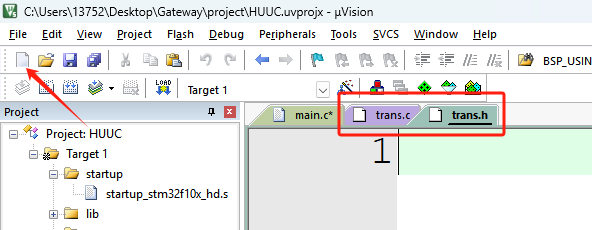 C:\Users\13752\Desktop\Gateway\project\HUUC.uvprojx - µVision
File Edit View Project Flash Debug Peripherals Tools SVCS Window Help
BSP_USIN
LOAD Target 1
Project
main.c* trans.c trans.h
Project: HUUC
1
Target 1
startup
startup_stm32f10x_hd.s
lib